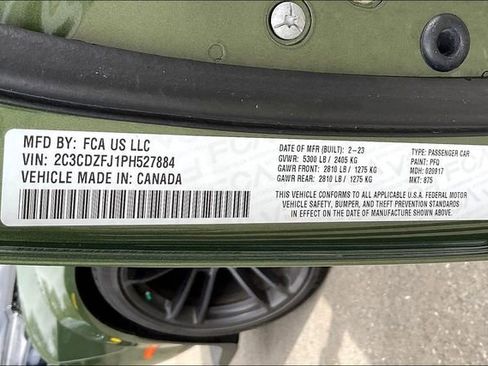 MFD BY: FCA US LLC
VIN: 2C3CDZFJ1PH527884
VEHICLE MADE IN: CANADA
DATE OF MFR (BUILT): 2-23
GVWR: 5300 LB / 2405 KG
GAWR FRONT: 2810 LB / 1275 KG
GAWR REAR: 2810 LB / 1275 KG
TYPE: PASSENGER CAR
PAINT: PFQ
MDH: 020917
MKT: 875
THIS VEHICLE CONFORMS TO ALL APPLICABLE U.S.A. FEDERAL MOTOR
VEHICLE SAFETY, BUMPER, AND THEFT PREVENTION STANDARDS
IN EFFECT ON THE DATE OF MANUFACTURE SHOWN ABOVE.